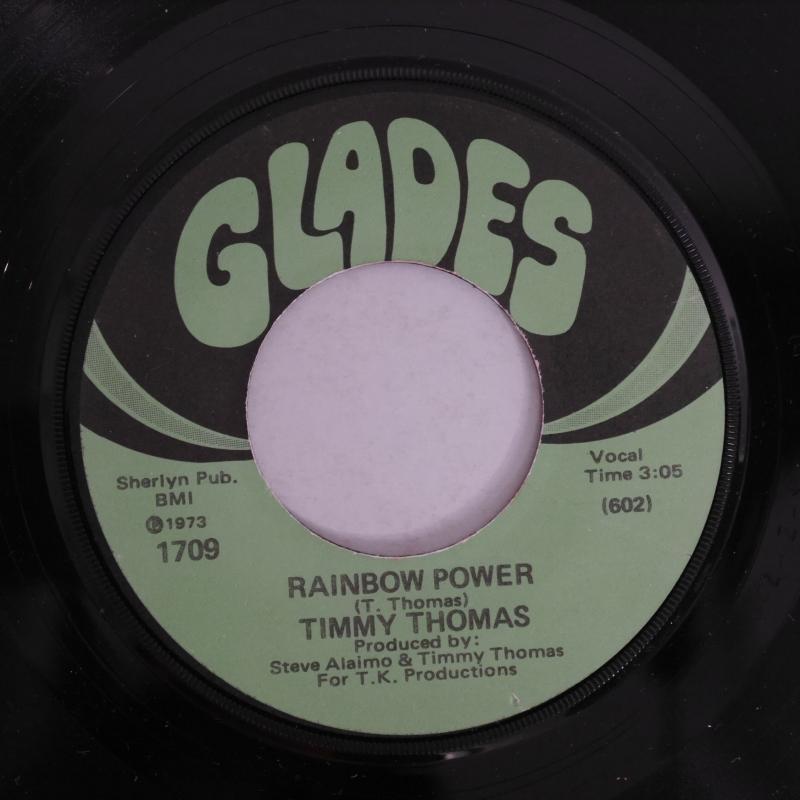 GLADES
Sherlyn Pub.
BMI
℗1973
1709
Vocal
Time 3:05
(602)
RAINBOW POWER
(T. Thomas)
TIMMY THOMAS
Produced by:
Steve Alaimo & Timmy Thomas
For T.K. Productions